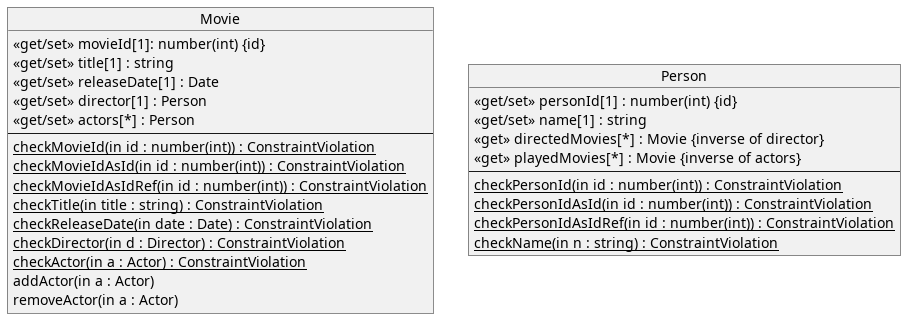 Movie
«get/set» movieId[1]: number(int) {id}
«get/set» title[1] : string
«get/set» releaseDate[1] : Date
«get/set» director[1] : Person
«get/set» actors[*] : Person
checkMovieId(in id : number(int)) : ConstraintViolation
checkMovieIdAsId(in id : number(int)) : ConstraintViolation
checkMovieIdAsIdRef(in id : number(int)) : ConstraintViolation
checkTitle(in title : string) : ConstraintViolation
checkReleaseDate(in date : Date) : ConstraintViolation
checkDirector(in d : Director) : ConstraintViolation
checkActor(in a : Actor) : ConstraintViolation
addActor(in a : Actor)
removeActor(in a : Actor)
Person
«get/set» personId[1] : number(int) {id}
«get/set» name[1] : string
«get» directedMovies[*] : Movie {inverse of director}
«get» playedMovies[*] : Movie {inverse of actors}
checkPersonId(in id : number(int)) : ConstraintViolation
checkPersonIdAsId(in id : number(int)) : ConstraintViolation
checkPersonIdAsIdRef(in id : number(int)) : ConstraintViolation
checkName(in n : string) : ConstraintViolation